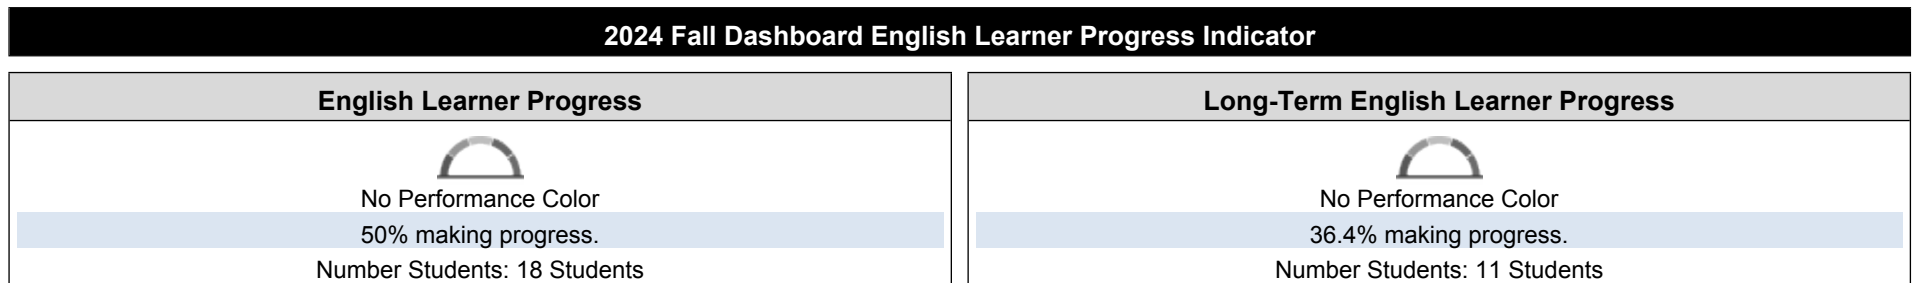 2024 Fall Dashboard English Learner Progress Indicator
English Learner Progress
No Performance Color
50% making progress.
Number Students: 18 Students
Long-Term English Learner Progress
No Performance Color
36.4% making progress.
Number Students: 11 Students